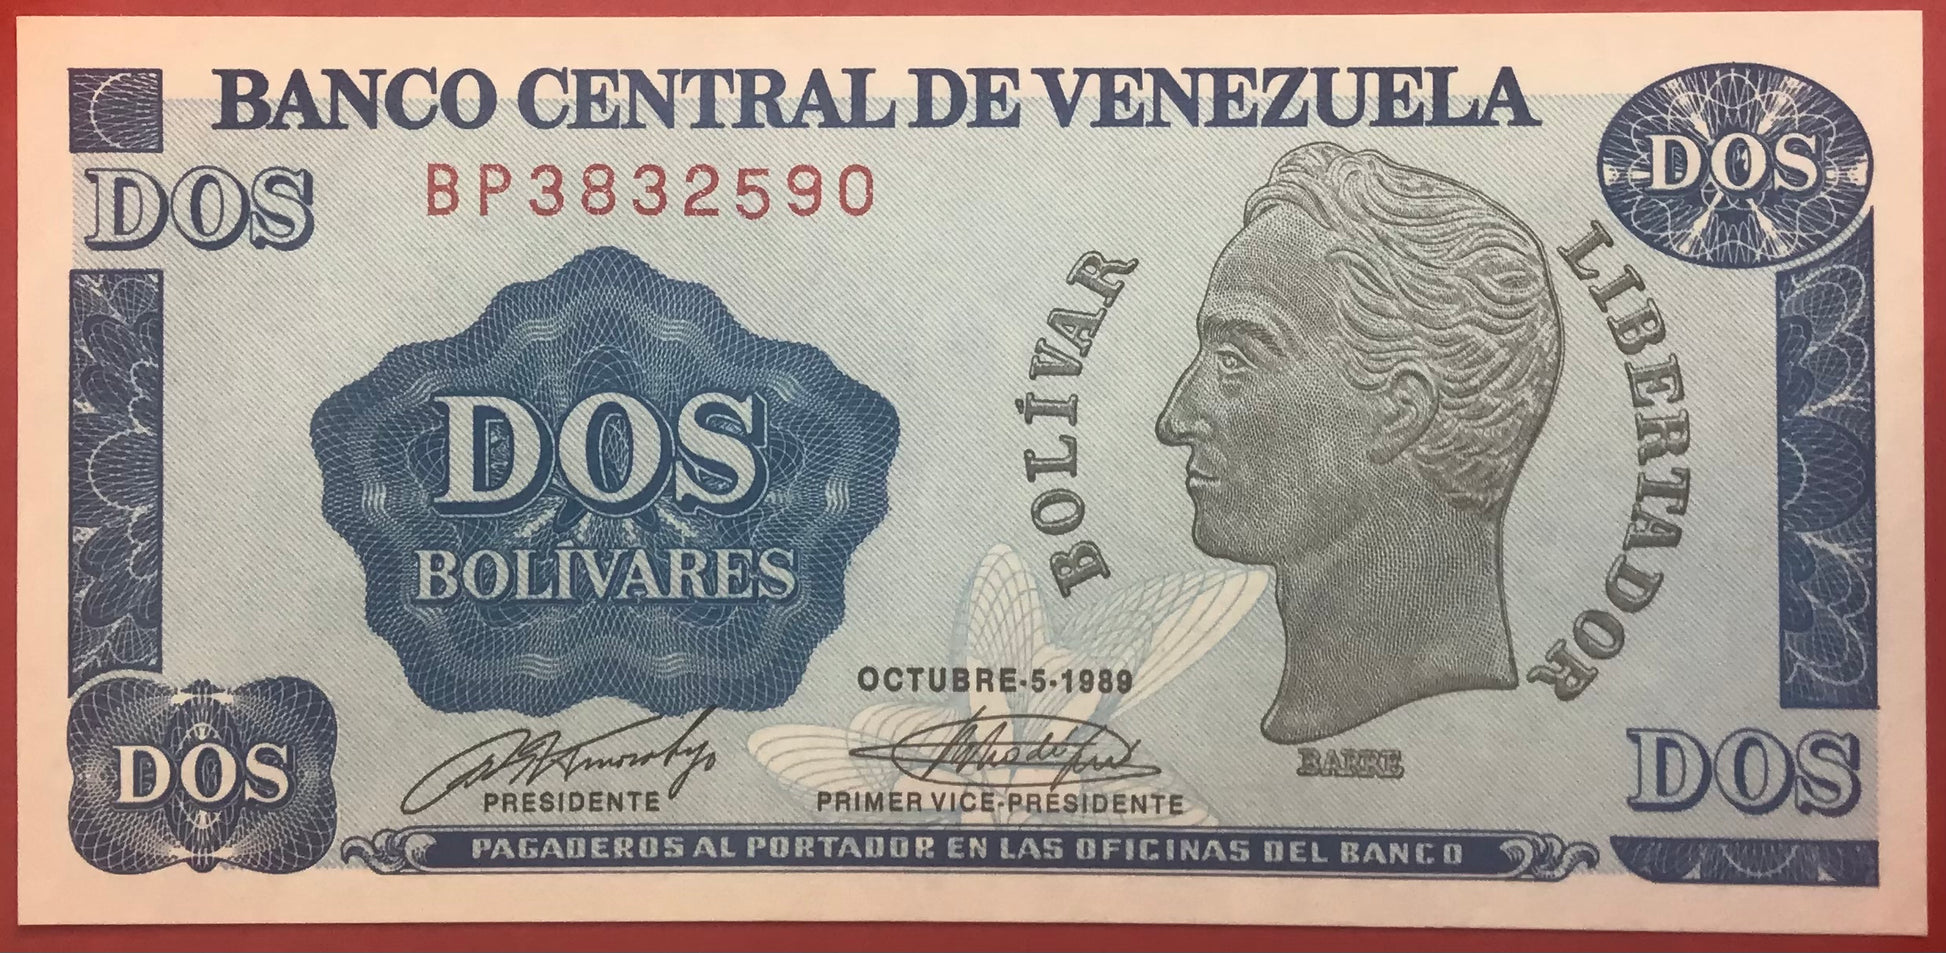 BANCO CENTRAL DE VENEZUELA
DOS
DOS
BP3832590
BOLÍVAR
LIBERTADOR
DOS
BOLÍVARES
OCTUBRE-5-1989
BARRE
DOS
DOS
PRESIDENTE
PRIMER VICE-PRESIDENTE
PAGADEROS AL PORTADOR EN LAS OFICINAS DEL BANCO